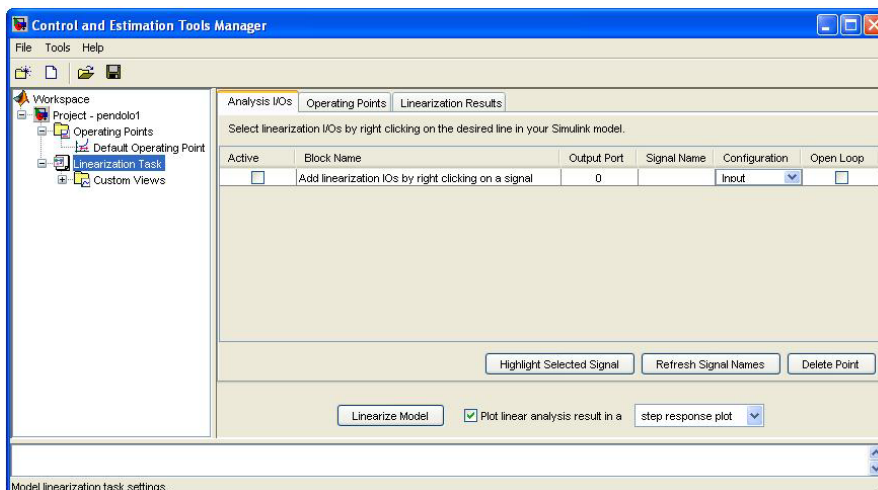 Control and Estimation Tools Manager
File Tools Help
Workspace
Project - pendolo1
Operating Points
Default Operating Point
Linearization Task
Custom Views
Analysis I/Os Operating Points Linearization Results
Select linearization I/Os by right clicking on the desired line in your Simulink model.
Active Block Name Output Port Signal Name Configuration Open Loop
Add linearization IOs by right clicking on a signal 0 Input
Highlight Selected Signal Refresh Signal Names Delete Point
Linearize Model Plot linear analysis result in a step response plot
Model linearization task settings.